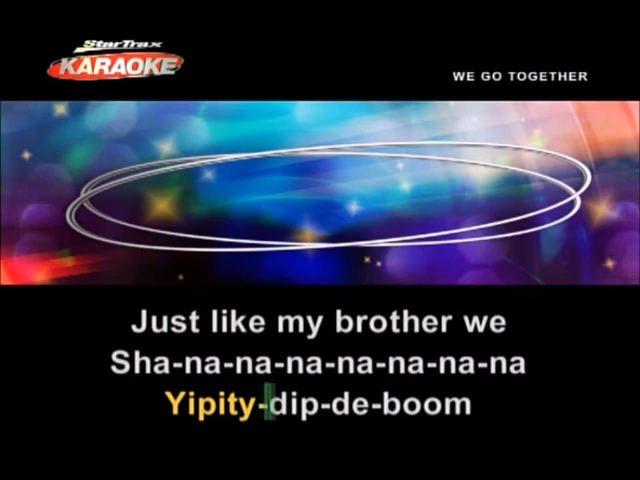 StarTrax
KARAOKE
WE GO TOGETHER
Just like my brother we
Sha-na-na-na-na-na-na-na
Yipity-dip-de-boom